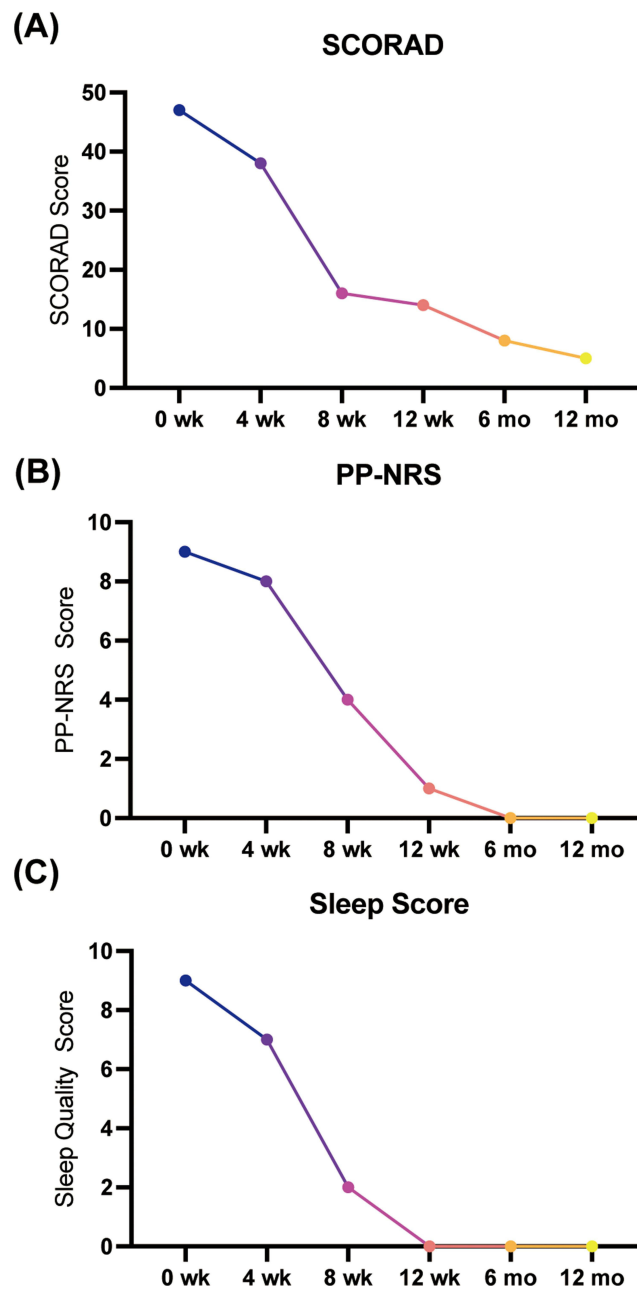 (A)
SCORAD
SCORAD Score
50
40
30
20
10
0
0 wk 4 wk 8 wk 12 wk 6 mo 12 mo
(B)
PP-NRS
PP-NRS Score
10
8
6
4
2
0
0 wk 4 wk 8 wk 12 wk 6 mo 12 mo
(C)
Sleep Score
Sleep Quality Score
10
8
6
4
2
0
0 wk 4 wk 8 wk 12 wk 6 mo 12 mo